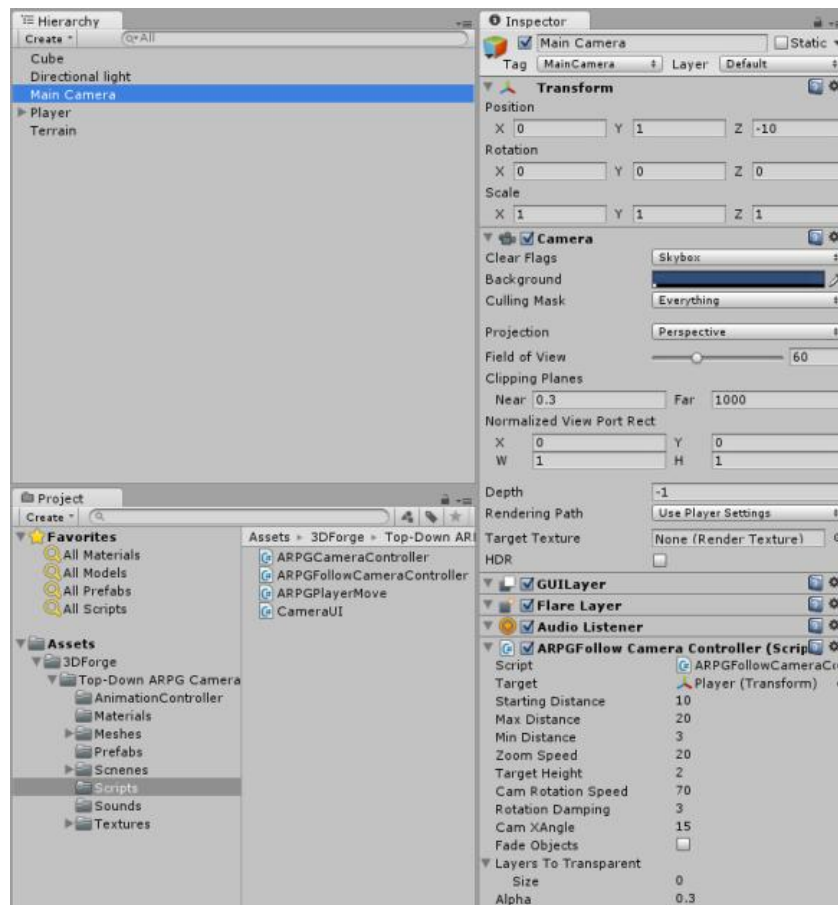 Hierarchy
Create
All
Cube
Directional light
Main Camera
Player
Terrain
Project
Create
Favorites
All Materials
All Models
All Prefabs
All Scripts
Assets
3DForge
Top-Down ARPG Camera
AnimationController
Materials
Meshes
Prefabs
Scnenes
Scripts
Sounds
Textures
Assets 3DForge Top-Down ARI
ARPGCameraController
ARPGFollowCameraController
ARPGPlayerMove
CameraUI
Inspector
Main Camera Static
Tag MainCamera Layer Default
Transform
Position
X 0 Y 1 Z -10
Rotation
X 0 Y 0 Z 0
Scale
X 1 Y 1 Z 1
Camera
Clear Flags Skybox
Background
Culling Mask Everything
Projection Perspective
Field of View 60
Clipping Planes
Near 0.3 Far 1000
Normalized View Port Rect
X 0 Y 0
W 1 H 1
Depth -1
Rendering Path Use Player Settings
Target Texture None (Render Texture)
HDR
GUILayer
Flare Layer
Audio Listener
ARPGFollow Camera Controller (Scrip
Script ARPGFollowCameraCo
Target Player (Transform)
Starting Distance 10
Max Distance 20
Min Distance 3
Zoom Speed 20
Target Height 2
Cam Rotation Speed 70
Rotation Damping 3
Cam XAngle 15
Fade Objects
Layers To Transparent
Size 0
Alpha 0.3